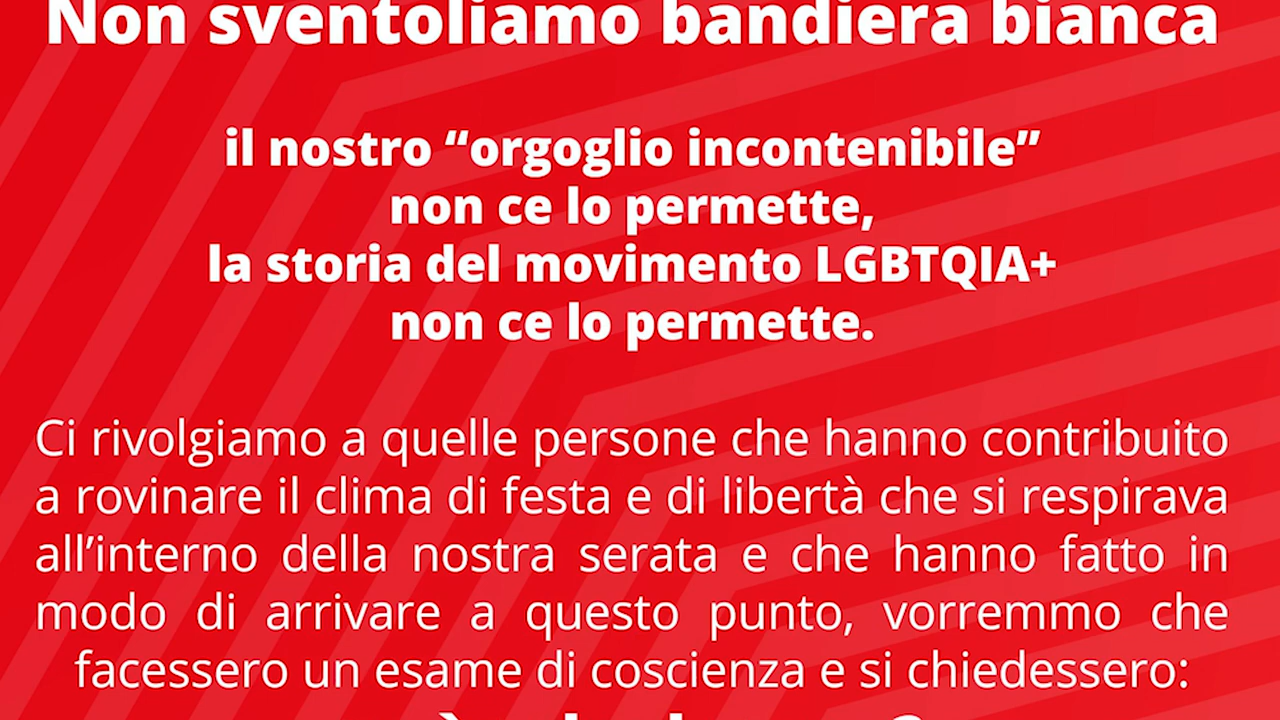 Non sventoliamo bandiera bianca
il nostro “orgoglio incontenibile”
non ce lo permette,
la storia del movimento LGBTQIA+
non ce lo permette.
Ci rivolgiamo a quelle persone che hanno contribuito
a rovinare il clima di festa e di libertà che si respirava
all’interno della nostra serata e che hanno fatto in
modo di arrivare a questo punto, vorremmo che
facessero un esame di coscienza e si chiedessero: